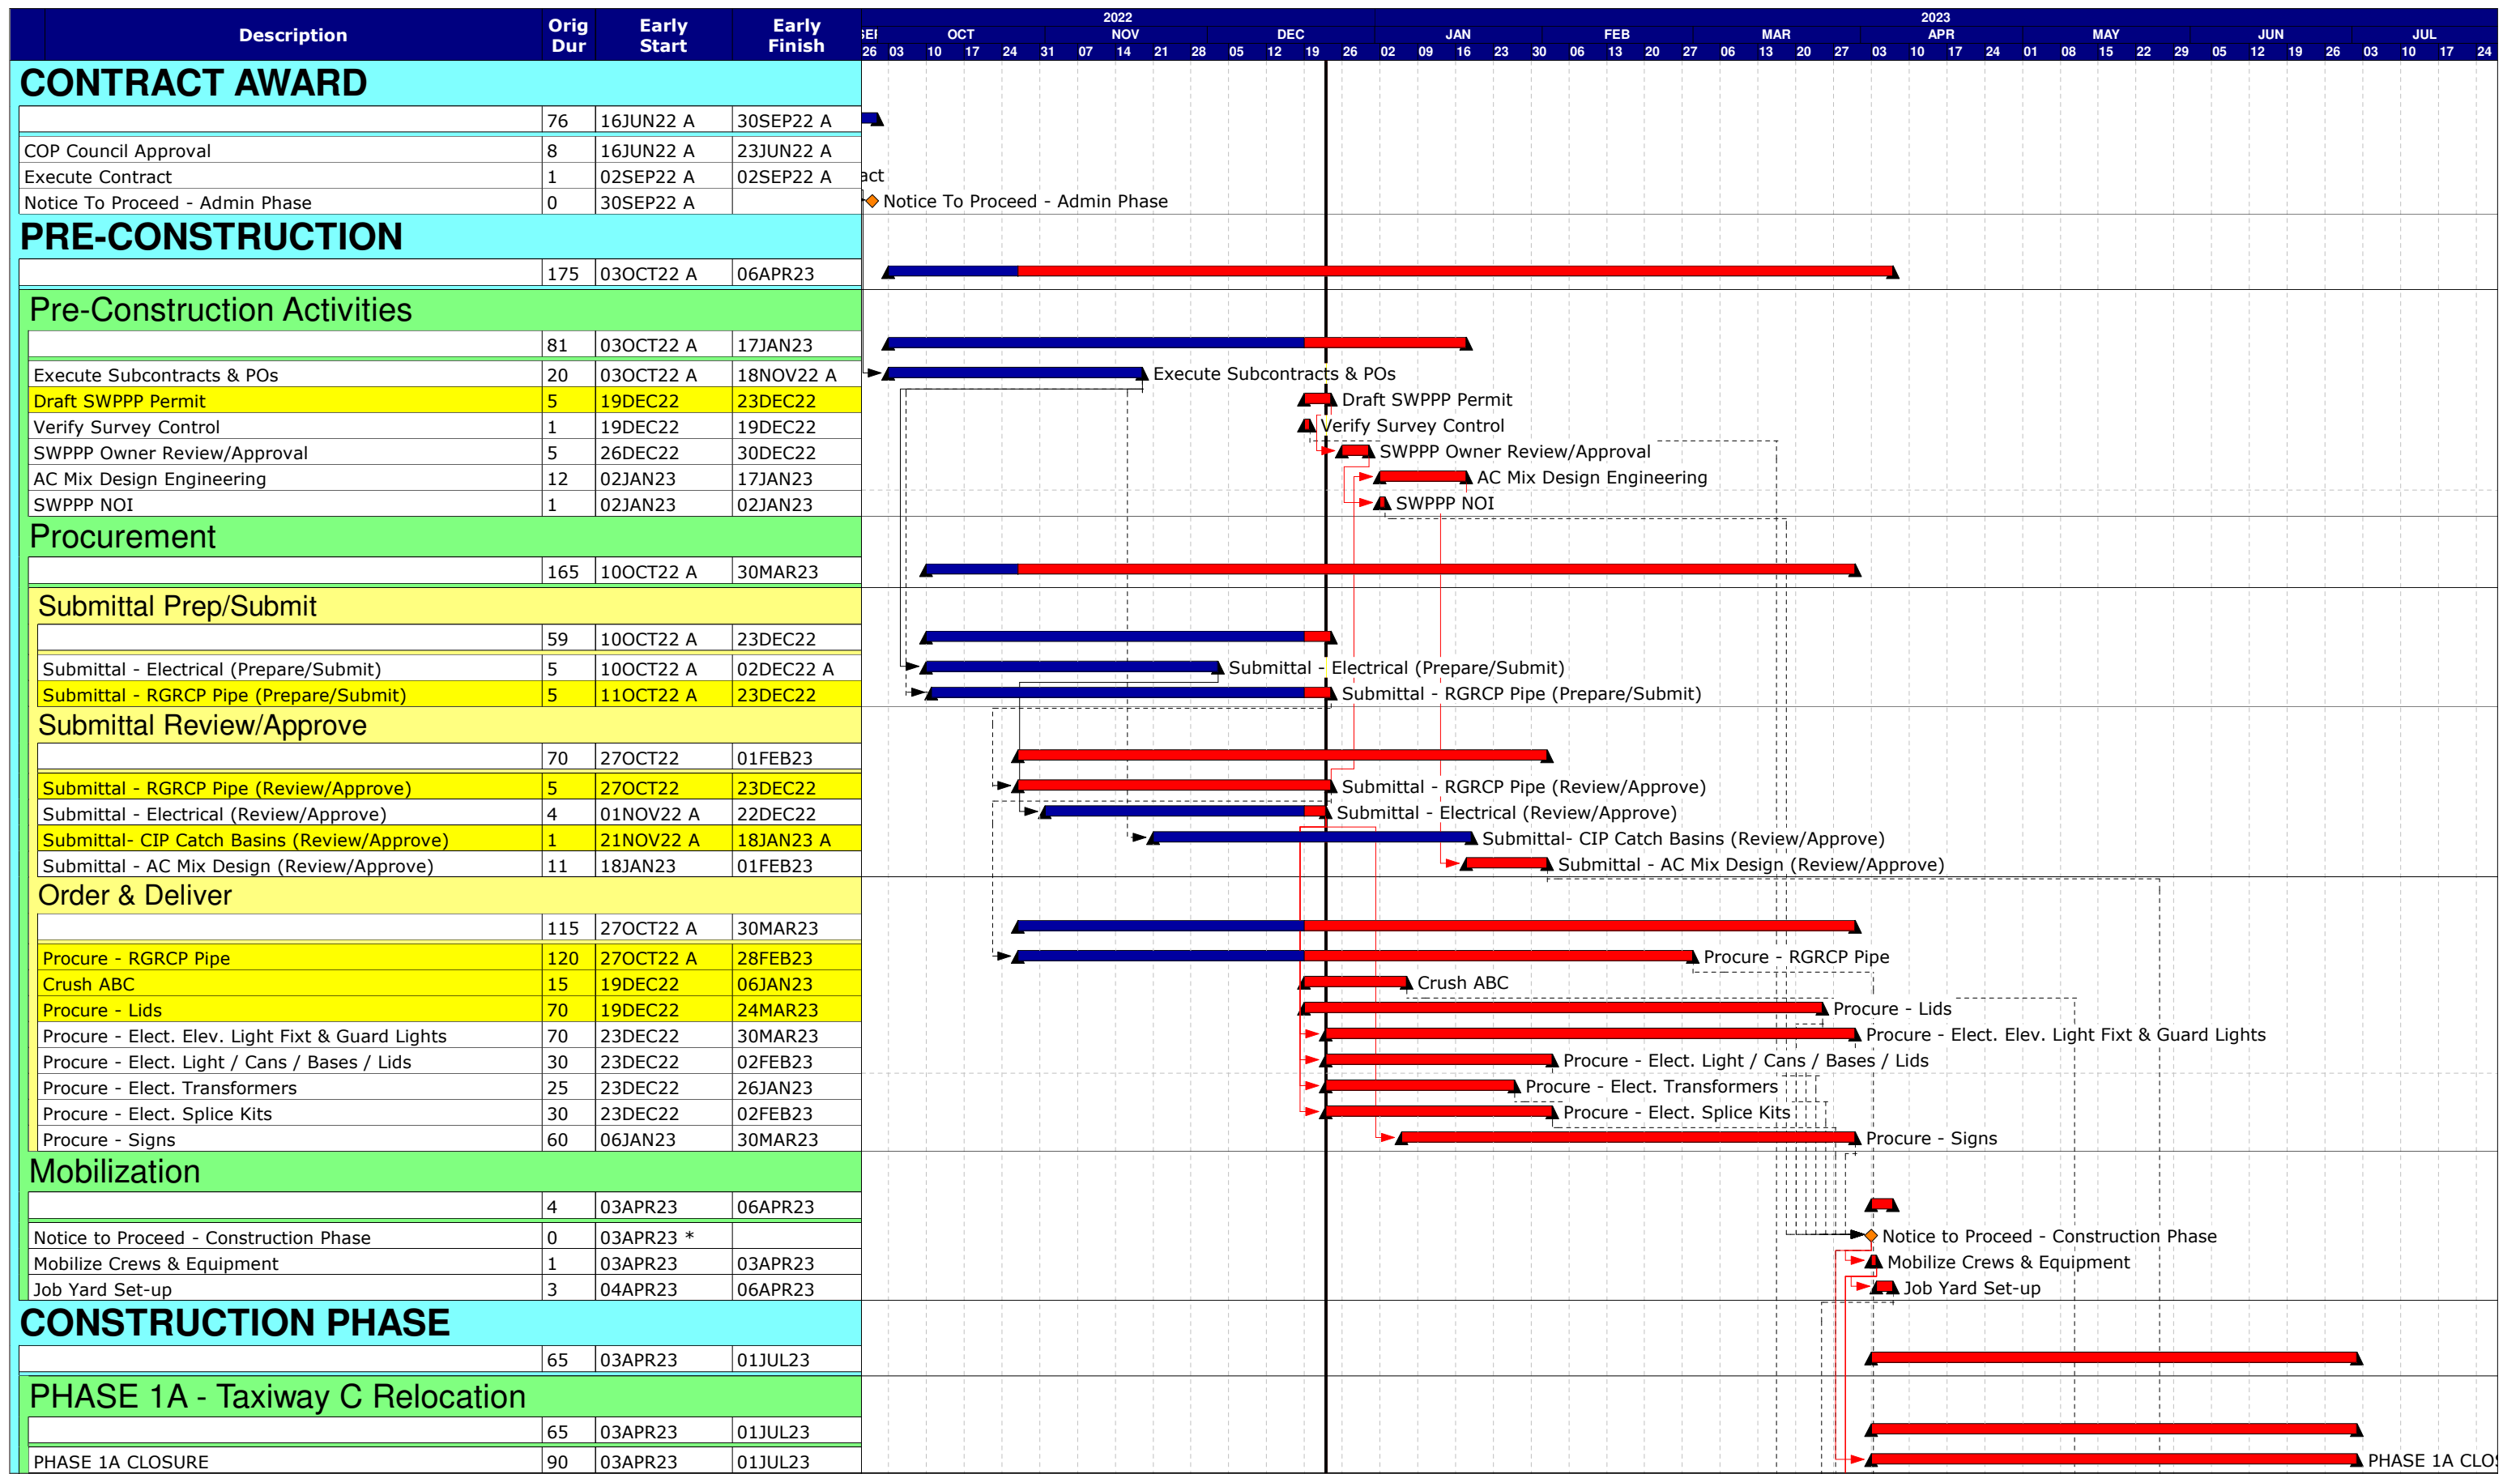 2022 2023
Description Orig Dur Early Start Early Finish SEP OCT NOV DEC JAN FEB MAR APR MAY JUN JUL
26 03 10 17 24 31 07 14 21 28 05 12 19 26 02 09 16 23 30 06 13 20 27 06 13 20 27 03 10 17 24 01 08 15 22 29 05 12 19 26 03 10 17 24
CONTRACT AWARD
76 16JUN22 A 30SEP22 A
COP Council Approval 8 16JUN22 A 23JUN22 A
Execute Contract 1 02SEP22 A 02SEP22 A act
Notice To Proceed - Admin Phase 0 30SEP22 A Notice To Proceed - Admin Phase
PRE-CONSTRUCTION
175 03OCT22 A 06APR23
Pre-Construction Activities
81 03OCT22 A 17JAN23
Execute Subcontracts & POs 20 03OCT22 A 18NOV22 A Execute Subcontracts & POs
Draft SWPPP Permit 5 19DEC22 23DEC22 Draft SWPPP Permit
Verify Survey Control 1 19DEC22 19DEC22 Verify Survey Control
SWPPP Owner Review/Approval 5 26DEC22 30DEC22 SWPPP Owner Review/Approval
AC Mix Design Engineering 12 02JAN23 17JAN23 AC Mix Design Engineering
SWPPP NOI 1 02JAN23 02JAN23 SWPPP NOI
Procurement
165 10OCT22 A 30MAR23
Submittal Prep/Submit
59 10OCT22 A 23DEC22
Submittal - Electrical (Prepare/Submit) 5 10OCT22 A 02DEC22 A Submittal - Electrical (Prepare/Submit)
Submittal - RGRCP Pipe (Prepare/Submit) 5 11OCT22 A 23DEC22 Submittal - RGRCP Pipe (Prepare/Submit)
Submittal Review/Approve
70 27OCT22 01FEB23
Submittal - RGRCP Pipe (Review/Approve) 5 27OCT22 23DEC22 Submittal - RGRCP Pipe (Review/Approve)
Submittal - Electrical (Review/Approve) 4 01NOV22 A 22DEC22 Submittal - Electrical (Review/Approve)
Submittal- CIP Catch Basins (Review/Approve) 1 21NOV22 A 18JAN23 A Submittal- CIP Catch Basins (Review/Approve)
Submittal - AC Mix Design (Review/Approve) 11 18JAN23 01FEB23 Submittal - AC Mix Design (Review/Approve)
Order & Deliver
115 27OCT22 A 30MAR23
Procure - RGRCP Pipe 120 27OCT22 A 28FEB23 Procure - RGRCP Pipe
Crush ABC 15 19DEC22 06JAN23 Crush ABC
Procure - Lids 70 19DEC22 24MAR23 Procure - Lids
Procure - Elect. Elev. Light Fixt & Guard Lights 70 23DEC22 30MAR23 Procure - Elect. Elev. Light Fixt & Guard Lights
Procure - Elect. Light / Cans / Bases / Lids 30 23DEC22 02FEB23 Procure - Elect. Light / Cans / Bases / Lids
Procure - Elect. Transformers 25 23DEC22 26JAN23 Procure - Elect. Transformers
Procure - Elect. Splice Kits 30 23DEC22 02FEB23 Procure - Elect. Splice Kits
Procure - Signs 60 06JAN23 30MAR23 Procure - Signs
Mobilization
4 03APR23 06APR23
Notice to Proceed - Construction Phase 0 03APR23 * Notice to Proceed - Construction Phase
Mobilize Crews & Equipment 1 03APR23 03APR23 Mobilize Crews & Equipment
Job Yard Set-up 3 04APR23 06APR23 Job Yard Set-up
CONSTRUCTION PHASE
65 03APR23 01JUL23
PHASE 1A - Taxiway C Relocation
65 03APR23 01JUL23
PHASE 1A CLOSURE 90 03APR23 01JUL23 PHASE 1A CLOS